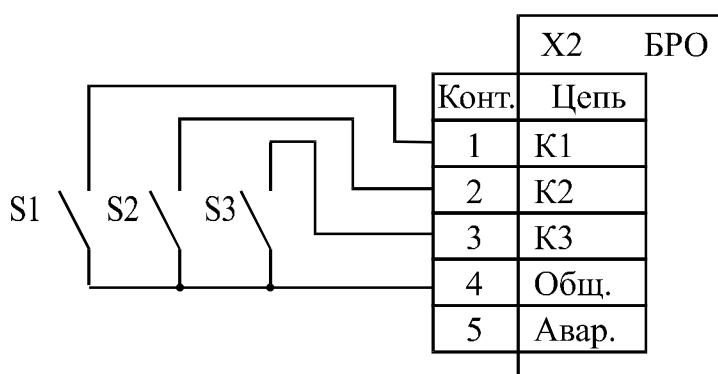 X2 БРО
Конт. Цепь
1 К1
2 К2
S1 S2 S3
3 К3
4 Общ.
5 Авар.